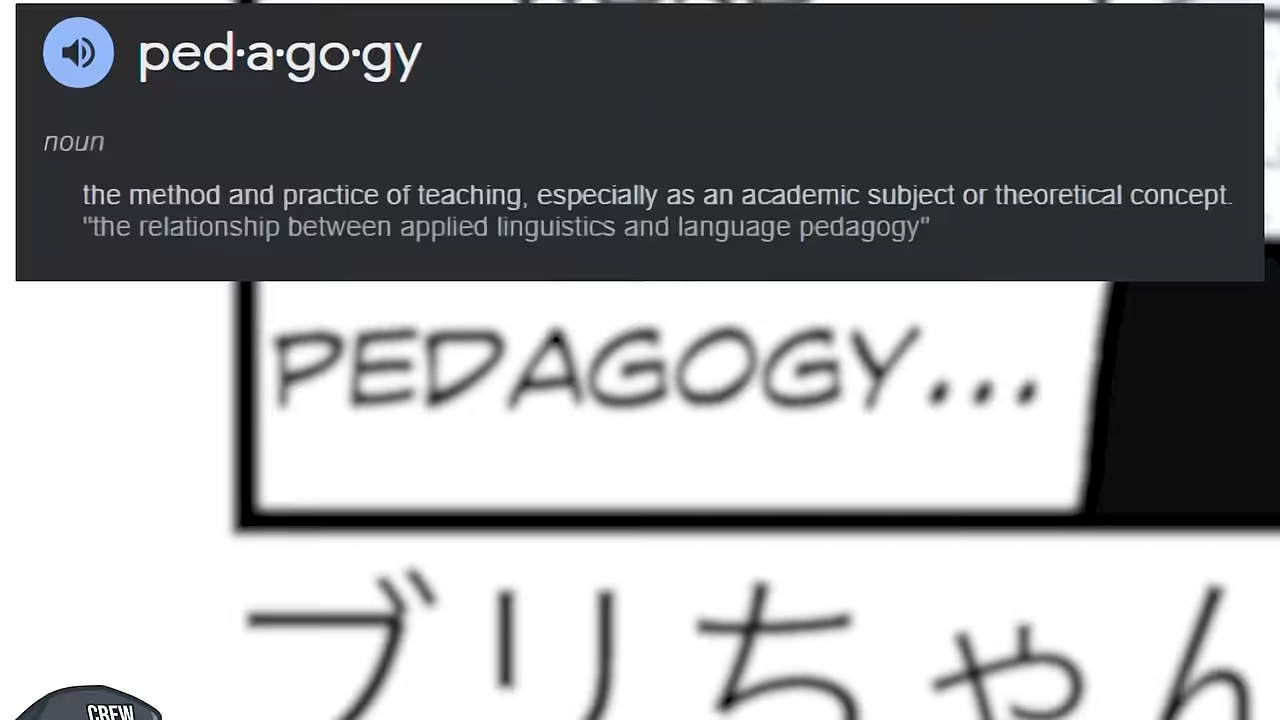 ped·a·go·gy
noun
the method and practice of teaching, especially as an academic subject or theoretical concept.
"the relationship between applied linguistics and language pedagogy"
PEDAGOGY...
ブリちゃん
CREW